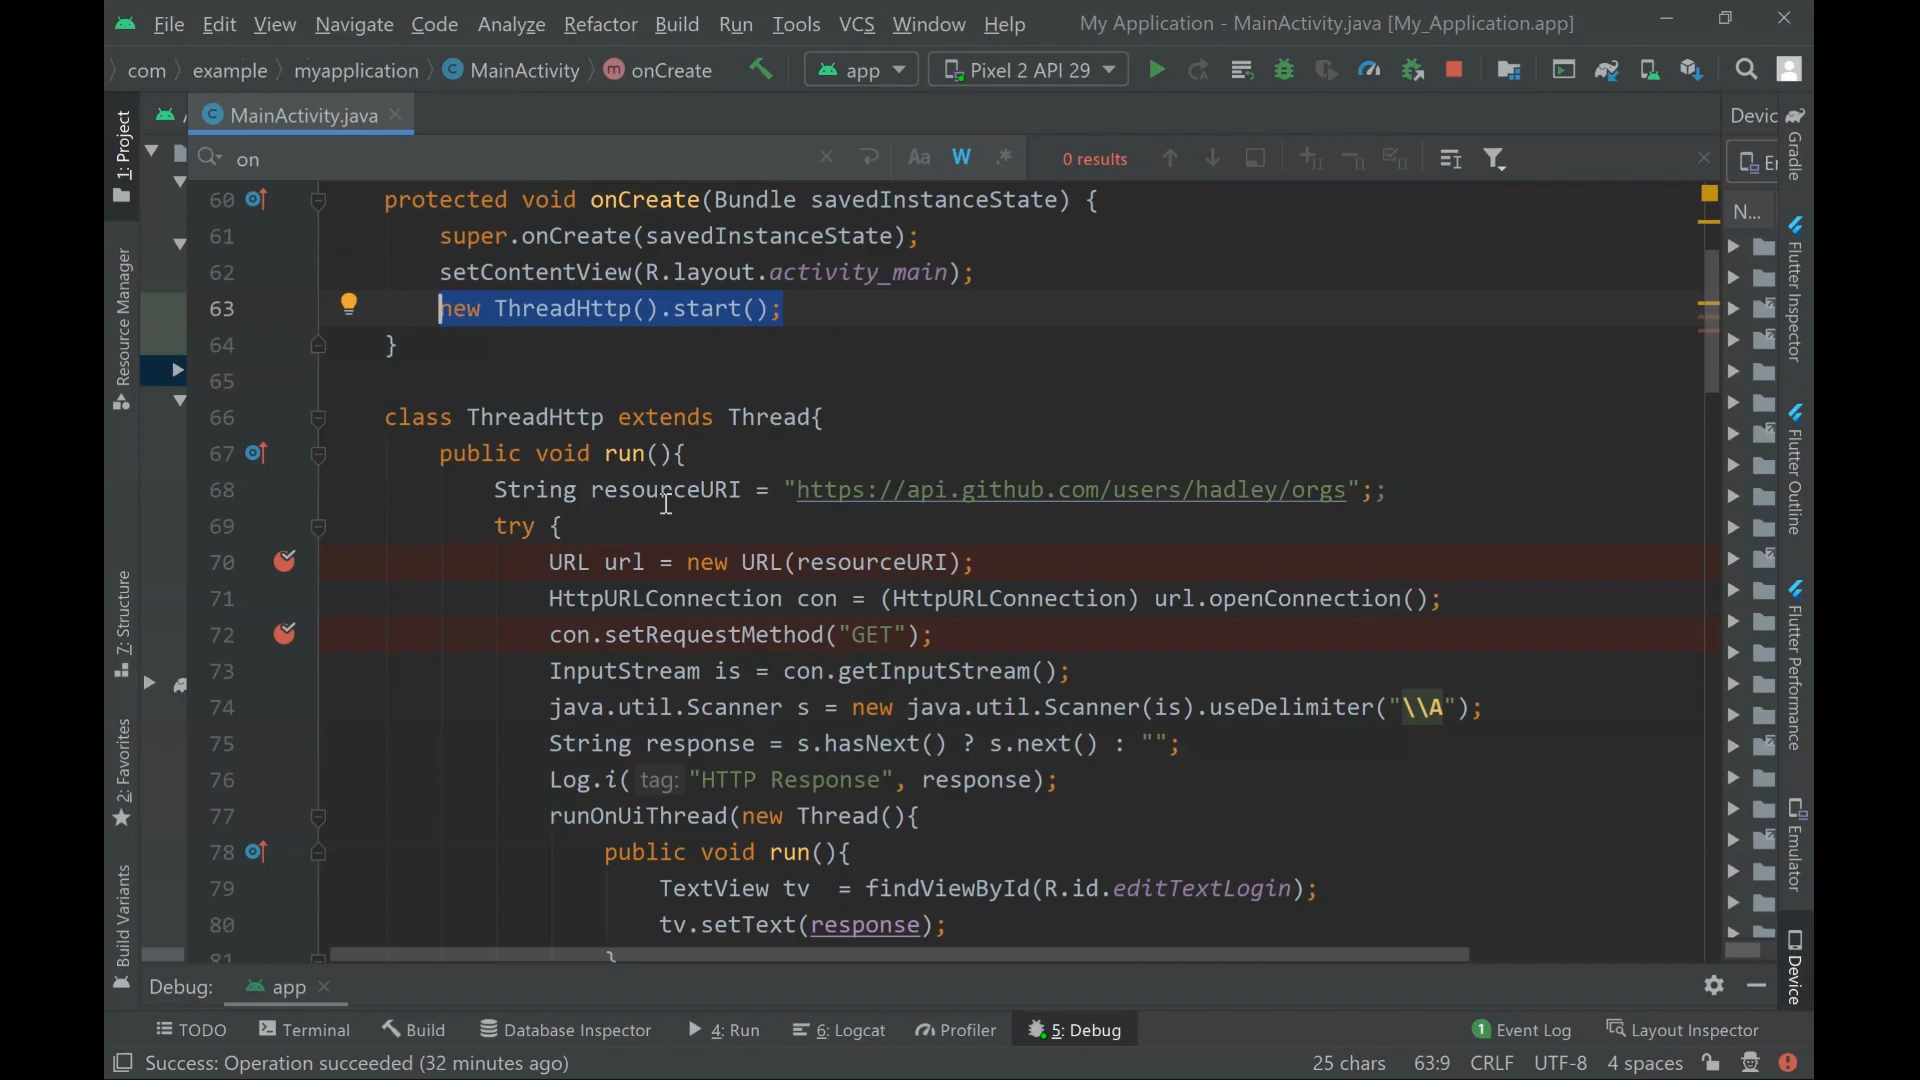 File Edit View Navigate Code Analyze Refactor Build Run Tools VCS Window Help My Application - MainActivity.java [My_Application.app]
com example myapplication MainActivity onCreate app Pixel 2 API 29
MainActivity.java
on Aa W .* 0 results
60 protected void onCreate(Bundle savedInstanceState) {
61 super.onCreate(savedInstanceState);
62 setContentView(R.layout.activity_main);
63 new ThreadHttp().start();
64 }
65
66 class ThreadHttp extends Thread{
67 public void run(){
68 String resourceURI = "https://api.github.com/users/hadley/orgs";;
69 try {
70 URL url = new URL(resourceURI);
71 HttpURLConnection con = (HttpURLConnection) url.openConnection();
72 con.setRequestMethod("GET");
73 InputStream is = con.getInputStream();
74 java.util.Scanner s = new java.util.Scanner(is).useDelimiter("\\A");
75 String response = s.hasNext() ? s.next() : "";
76 Log.i( tag: "HTTP Response", response);
77 runOnUiThread(new Thread(){
78 public void run(){
79 TextView tv  = findViewById(R.id.editTextLogin);
80 tv.setText(response);
81 }
1: Project
Resource Manager
7: Structure
2: Favorites
Build Variants
Devic
N...
Gradle
Flutter Inspector
Flutter Outline
Flutter Performance
Emulator
Device
Debug: app
TODO Terminal Build Database Inspector 4: Run 6: Logcat Profiler 5: Debug 1 Event Log Layout Inspector
Success: Operation succeeded (32 minutes ago) 25 chars 63:9 CRLF UTF-8 4 spaces